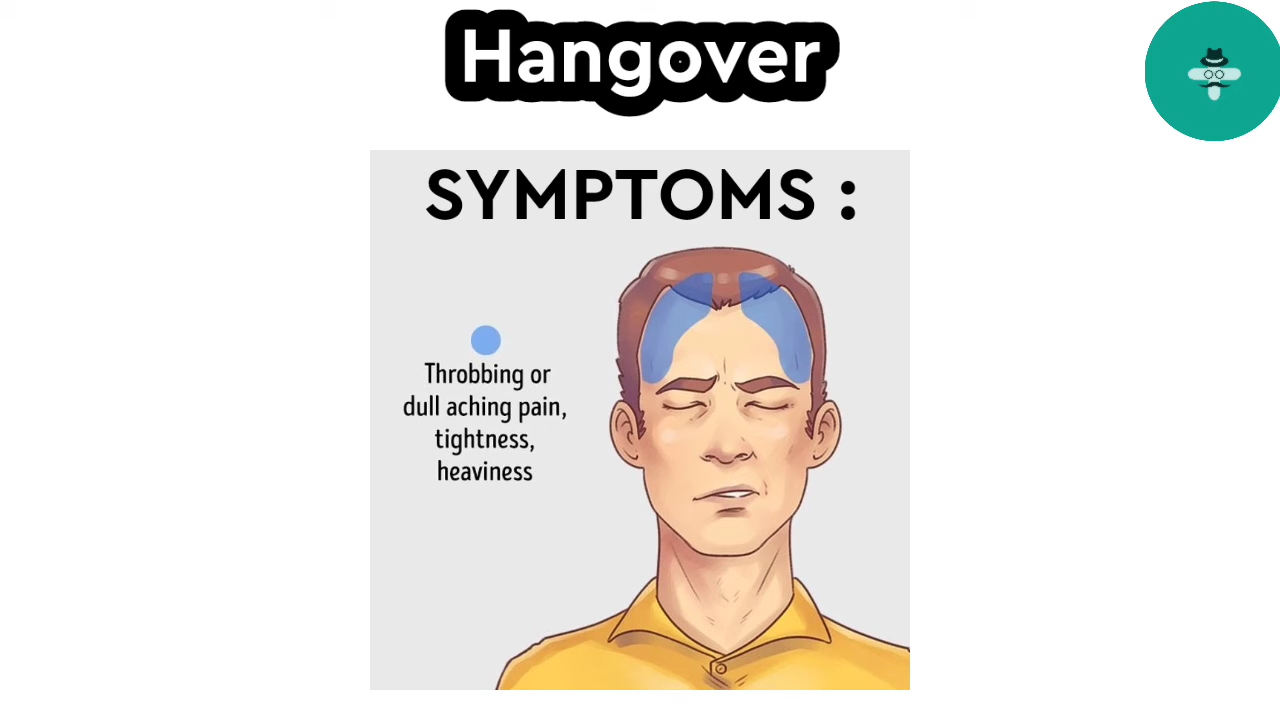 Hangover
SYMPTOMS :
Throbbing or
dull aching pain,
tightness,
heaviness